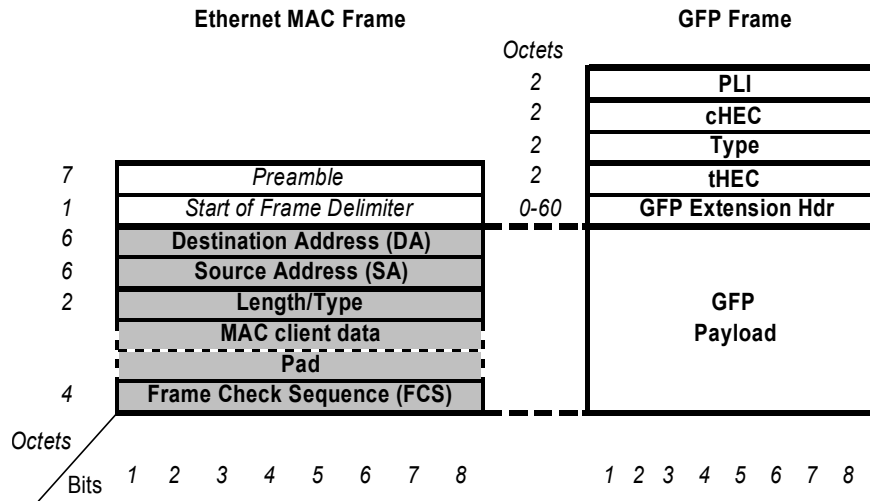 Ethernet MAC Frame
GFP Frame
Octets
2 PLI
2 cHEC
2 Type
7 Preamble 2 tHEC
1 Start of Frame Delimiter 0-60 GFP Extension Hdr
6 Destination Address (DA)
6 Source Address (SA)
2 Length/Type GFP
MAC client data Payload
Pad
4 Frame Check Sequence (FCS)
Octets
Bits 1 2 3 4 5 6 7 8 1 2 3 4 5 6 7 8